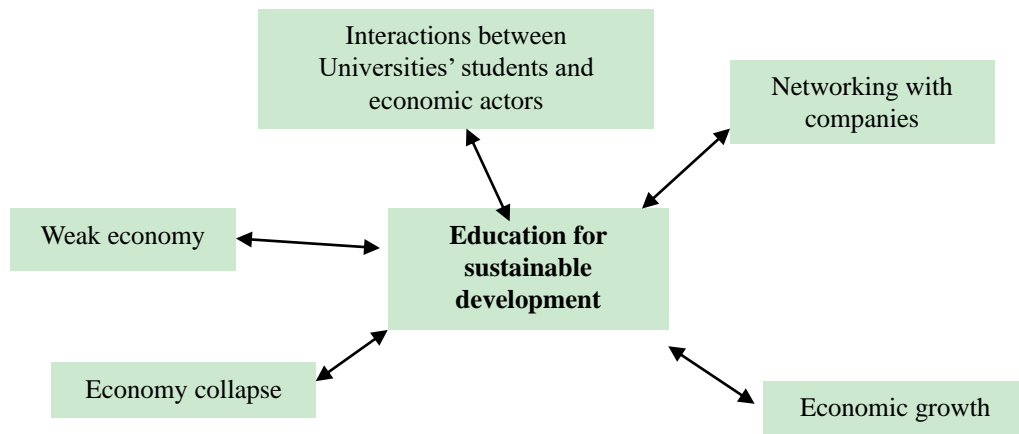 Interactions between
Universities’ students and
economic actors
Networking with
companies
Weak economy
Education for
sustainable
development
Economy collapse
Economic growth